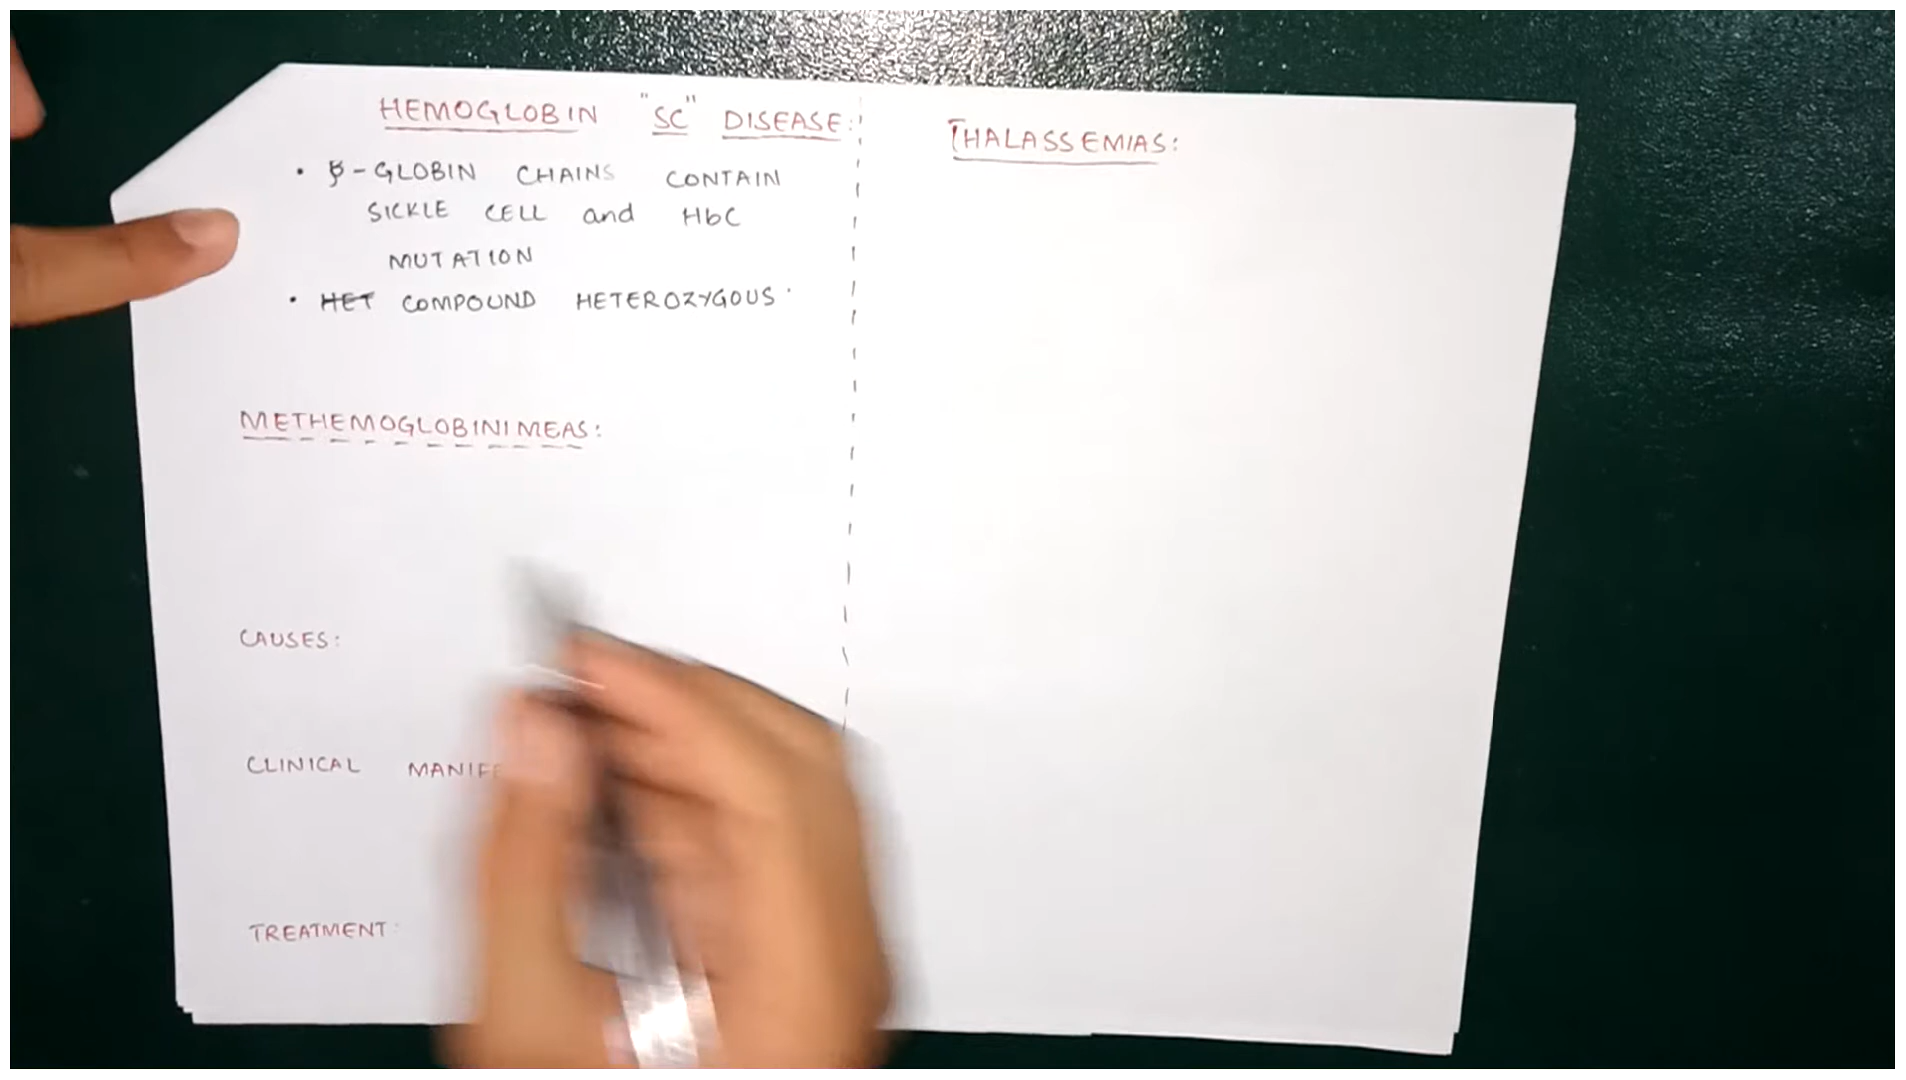 HEMOGLOBIN "SC" DISEASE:
• β-GLOBIN CHAINS CONTAIN
SICKLE CELL and HbC
MUTATION
• HET COMPOUND HETEROZYGOUS.
METHEMOGLOBINIMEAS:
CAUSES:
CLINICAL MANIFE
TREATMENT:
THALASSEMIAS: